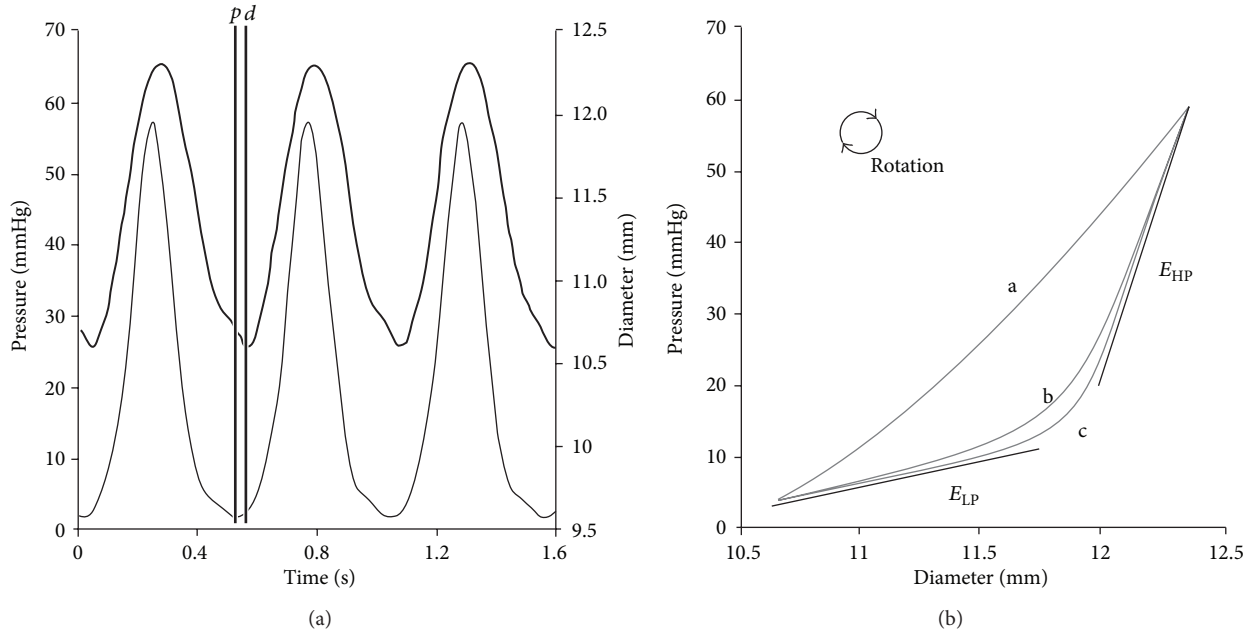 p d
70
60
50
40
30
20
10
0
Pressure (mmHg)
12.5
12.0
11.5
11.0
10.5
10
9.5
Diameter (mm)
0 0.4 0.8 1.2 1.6
Time (s)
(a)
70
60
50
40
30
20
10
0
Pressure (mmHg)
Rotation
a
b
c
E_HP
E_LP
10.5 11 11.5 12 12.5
Diameter (mm)
(b)